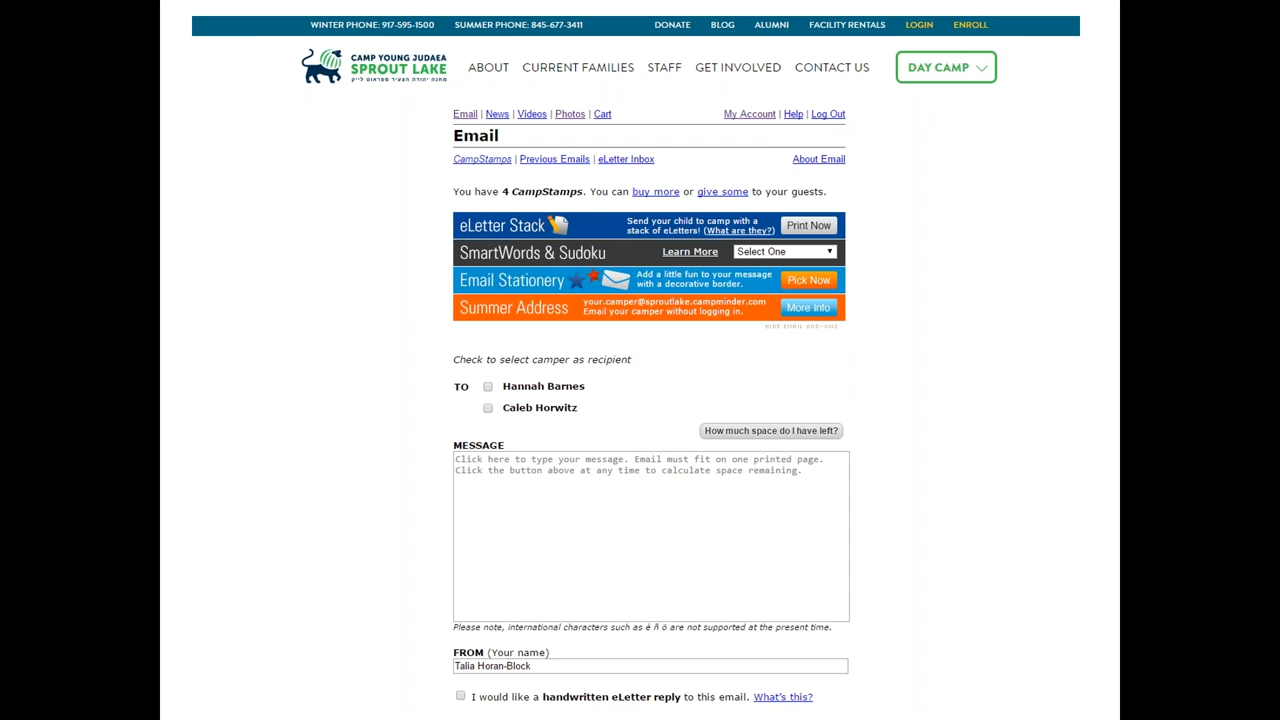 WINTER PHONE: 917-595-1500 SUMMER PHONE: 845-677-3411 DONATE BLOG ALUMNI FACILITY RENTALS LOGIN ENROLL
CAMP YOUNG JUDAEA
SPROUT LAKE
מחנה יהודה הצעיר ספראוט לייק
ABOUT CURRENT FAMILIES STAFF GET INVOLVED CONTACT US DAY CAMP
Email | News | Videos | Photos | Cart My Account | Help | Log Out
Email
CampStamps | Previous Emails | eLetter Inbox About Email
You have 4 CampStamps. You can buy more or give some to your guests.
eLetter Stack Send your child to camp with a
stack of eLetters! (What are they?) Print Now
SmartWords & Sudoku Learn More Select One
Email Stationery Add a little fun to your message
with a decorative border. Pick Now
Summer Address your.camper@sproutlake.campminder.com
Email your camper without logging in. More Info
HIDE EMAIL ADD-ONS
Check to select camper as recipient
TO Hannah Barnes
Caleb Horwitz
How much space do I have left?
MESSAGE
Click here to type your message. Email must fit on one printed page.
Click the button above at any time to calculate space remaining.
Please note, international characters such as é ñ ö are not supported at the present time.
FROM (Your name)
Talia Horan-Block
I would like a handwritten eLetter reply to this email. What's this?